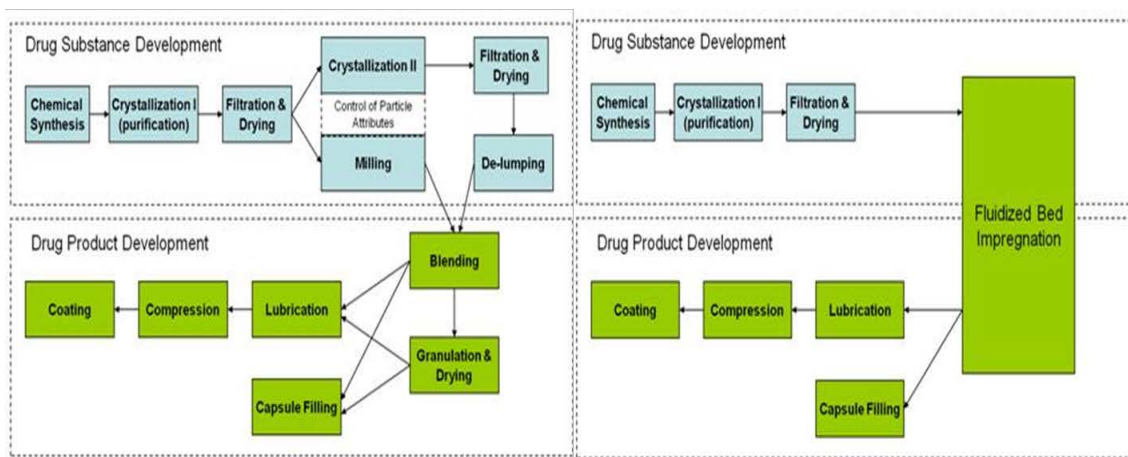 Drug Substance Development
Chemical
Synthesis
Crystallization I
(purification)
Filtration &
Drying
Crystallization II
Control of Particle
Attributes
Milling
Filtration &
Drying
De-lumping
Drug Product Development
Blending
Coating
Compression
Lubrication
Granulation &
Drying
Capsule Filling
Drug Substance Development
Chemical
Synthesis
Crystallization I
(purification)
Filtration &
Drying
Fluidized Bed
Impregnation
Drug Product Development
Coating
Compression
Lubrication
Capsule Filling